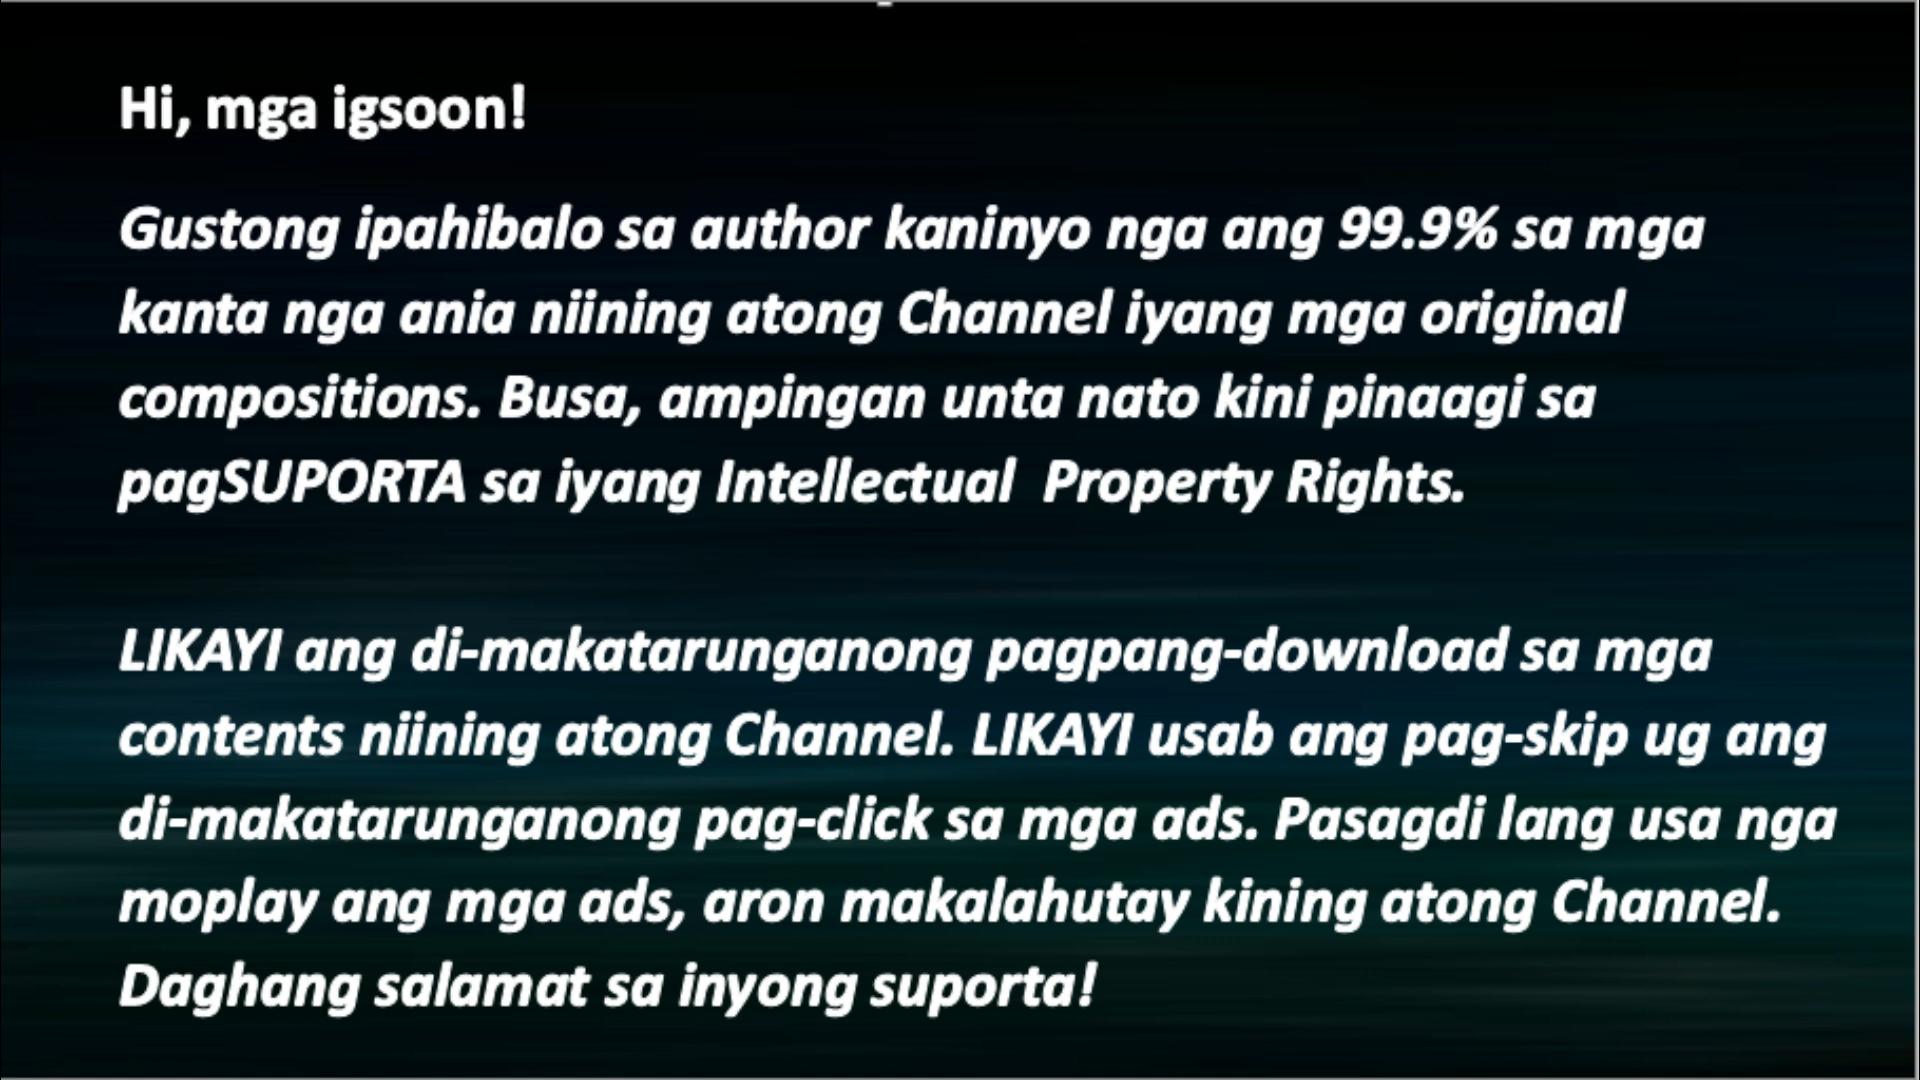 Hi, mga igsoon!
Gustong ipahibalo sa author kaninyo nga ang 99.9% sa mga
kanta nga ania niining atong Channel iyang mga original
compositions. Busa, ampingan unta nato kini pinaagi sa
pagSUPORTA sa iyang Intellectual  Property Rights.
LIKAYI ang di-makatarunganong pagpang-download sa mga
contents niining atong Channel. LIKAYI usab ang pag-skip ug ang
di-makatarunganong pag-click sa mga ads. Pasagdi lang usa nga
moplay ang mga ads, aron makalahutay kining atong Channel.
Daghang salamat sa inyong suporta!